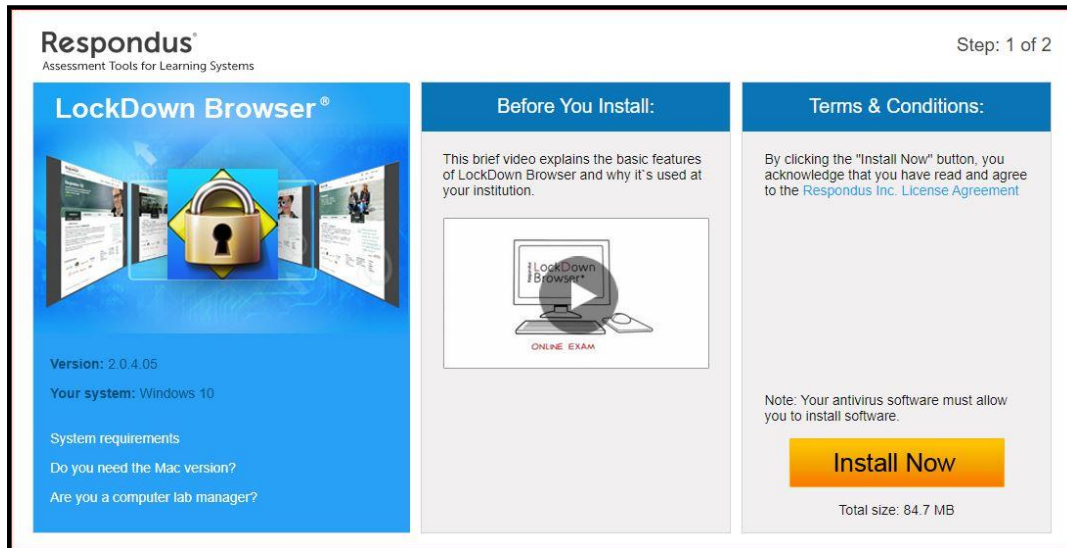 Respondus®
Assessment Tools for Learning Systems
Step: 1 of 2
LockDown Browser®
Version: 2.0.4.05
Your system: Windows 10
System requirements
Do you need the Mac version?
Are you a computer lab manager?
Before You Install:
This brief video explains the basic features
of LockDown Browser and why it`s used at
your institution.
LockDown
Browser
ONLINE EXAM
Terms & Conditions:
By clicking the "Install Now" button, you
acknowledge that you have read and agree
to the Respondus Inc. License Agreement
Note: Your antivirus software must allow
you to install software.
Install Now
Total size: 84.7 MB